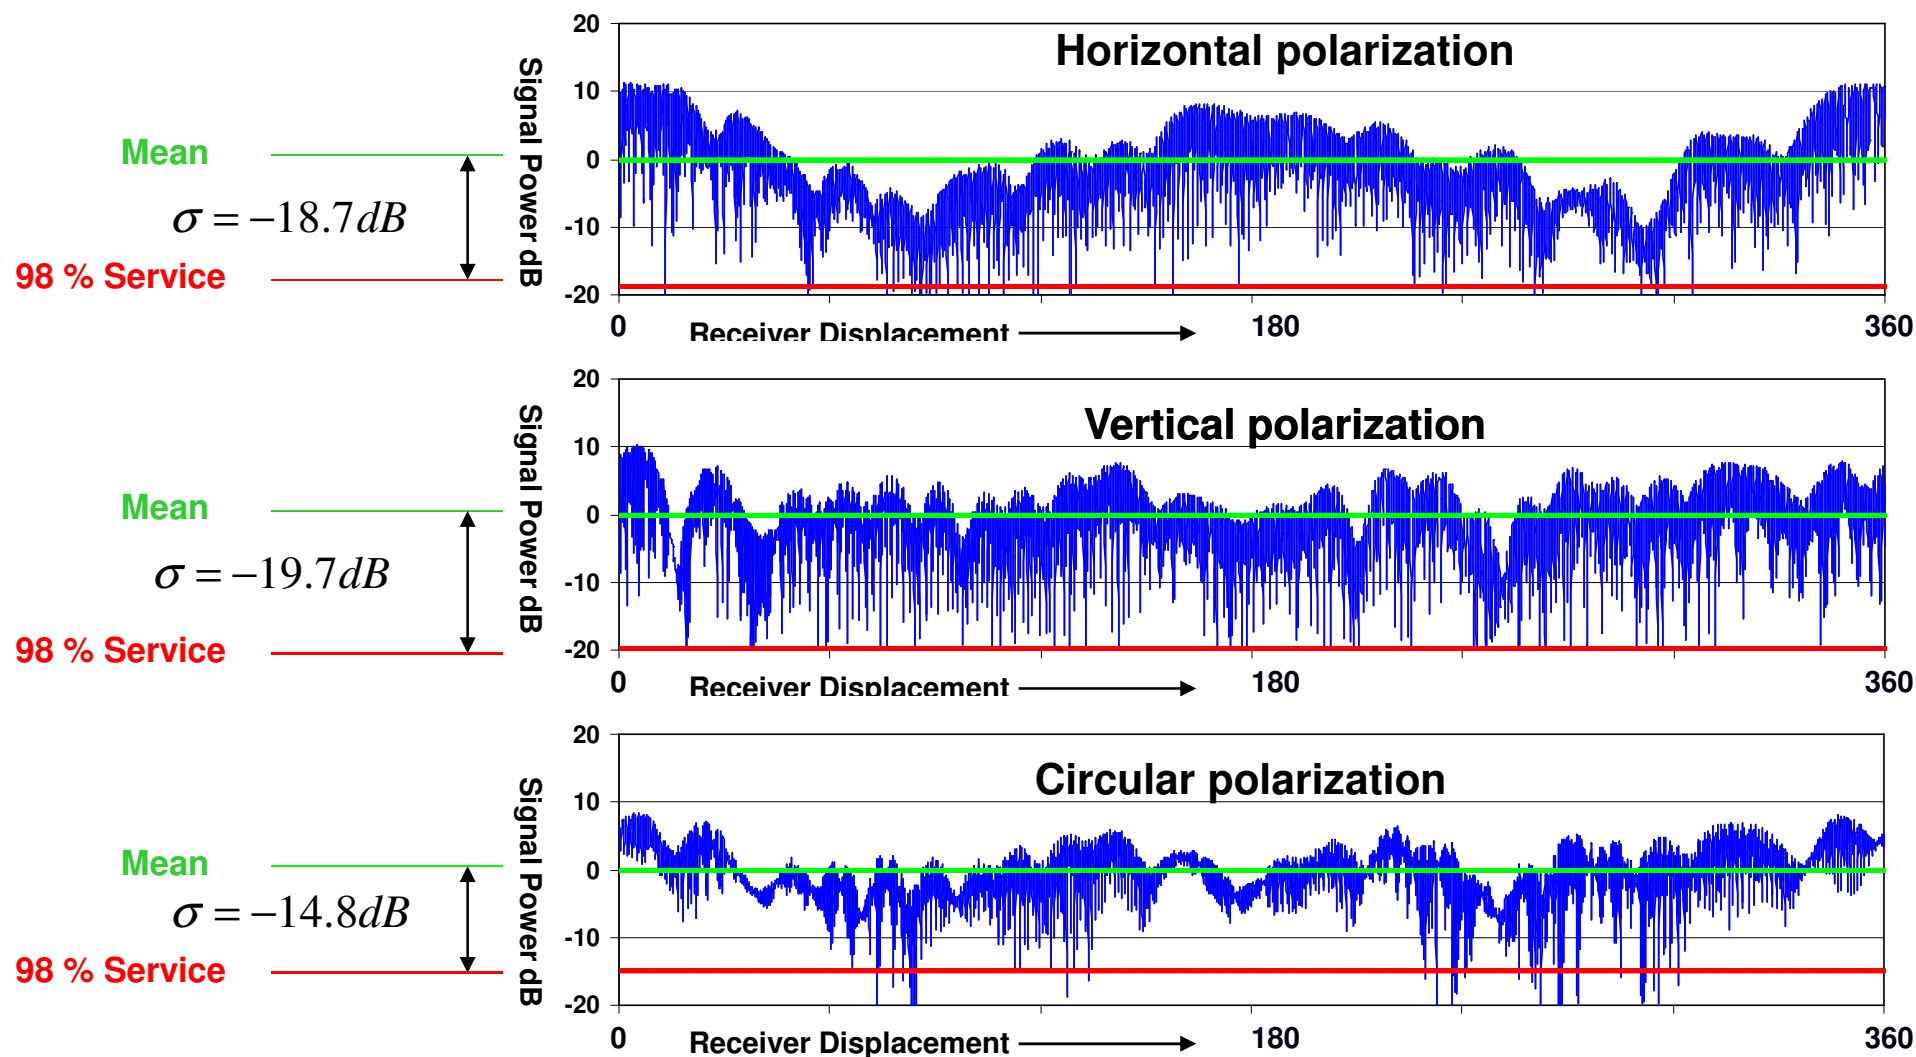 Horizontal polarization
Signal Power dB
20
10
0
-10
-20
Mean
σ = −18.7dB
98 % Service
0
180
360
Receiver Displacement
Vertical polarization
Signal Power dB
20
10
0
-10
-20
Mean
σ = −19.7dB
98 % Service
0
180
360
Receiver Displacement
Circular polarization
Signal Power dB
20
10
0
-10
-20
Mean
σ = −14.8dB
98 % Service
0
180
360
Receiver Displacement